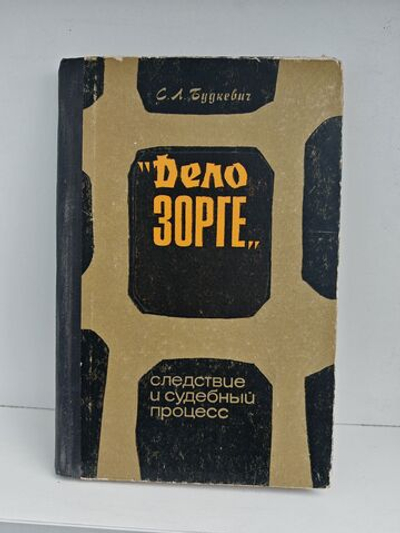 С. Л. Будкевич
"Дело
ЗОРГЕ„
следствие
и судебный
процесс